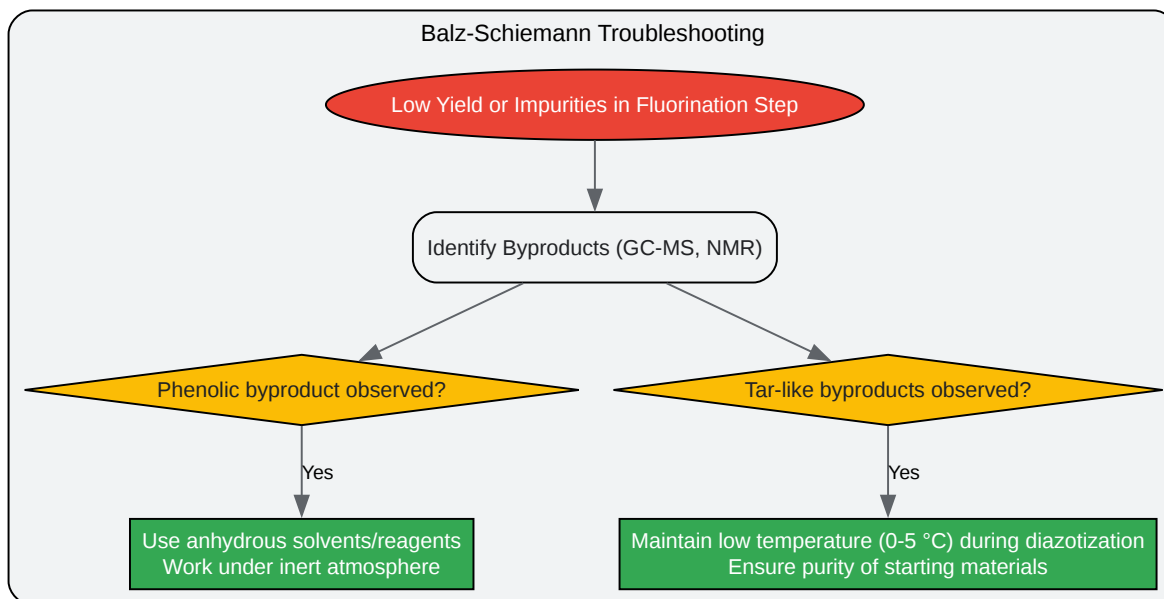 Balz-Schiemann Troubleshooting
Low Yield or Impurities in Fluorination Step
Identify Byproducts (GC-MS, NMR)
Phenolic byproduct observed?
Tar-like byproducts observed?
Yes
Yes
Use anhydrous solvents/reagents
Work under inert atmosphere
Maintain low temperature (0-5 °C) during diazotization
Ensure purity of starting materials